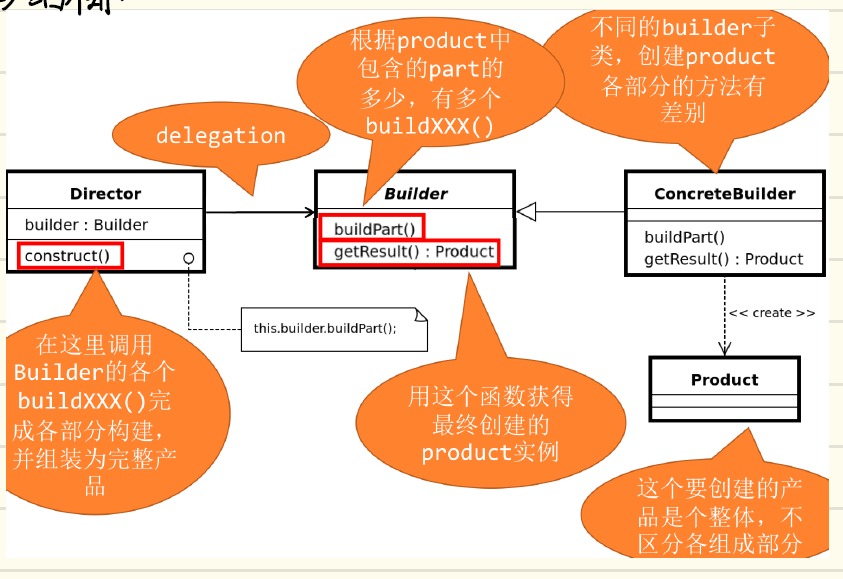 根据product中
包含的part的
多少，有多个
buildXXX()
不同的builder子
类，创建product
各部分的方法有
差别
delegation
Director
builder : Builder
construct()
Builder
buildPart()
getResult() : Product
ConcreteBuilder
buildPart()
getResult() : Product
this.builder.buildPart();
<< create >>
Product
在这里调用
Builder的各个
buildXXX()完
成各部分构建，
并组装为完整产
品
用这个函数获得
最终创建的
product实例
这个要创建的产
品是个整体，不
区分各组成部分